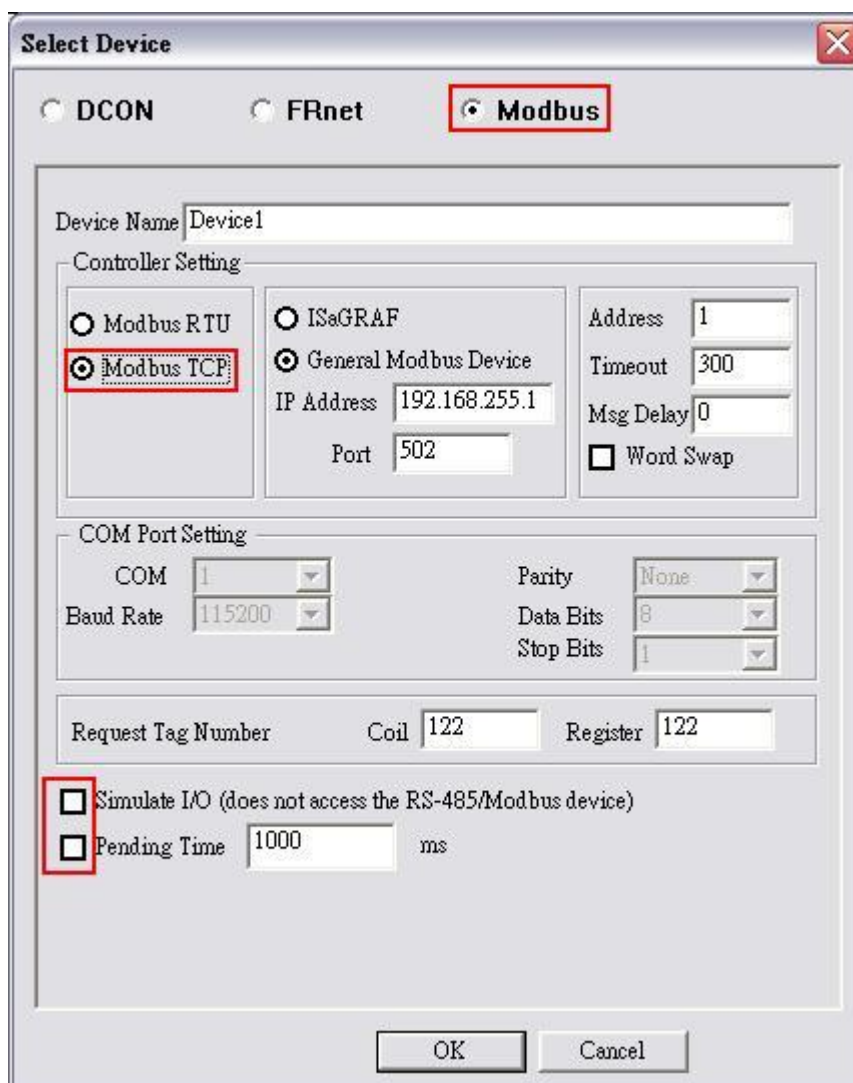 Select Device
DCON FRnet Modbus
Device Name Device1
Controller Setting
Modbus RTU
Modbus TCP
ISaGRAF
General Modbus Device
IP Address 192.168.255.1
Port 502
Address 1
Timeout 300
Msg Delay 0
Word Swap
COM Port Setting
COM 1
Baud Rate 115200
Parity None
Data Bits 8
Stop Bits 1
Request Tag Number Coil 122 Register 122
Simulate I/O (does not access the RS-485/Modbus device)
Pending Time 1000 ms
OK Cancel